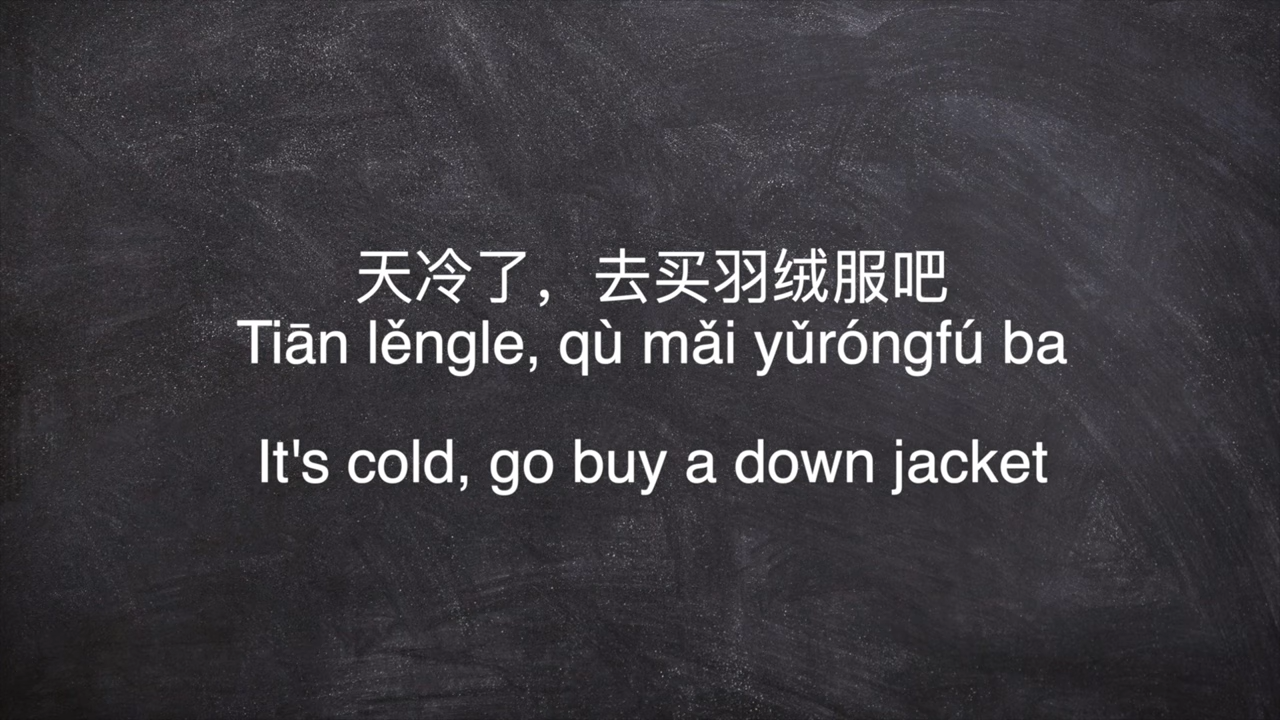 天冷了，去买羽绒服吧
Tiān lěngle, qù mǎi yǔróngfú ba
It's cold, go buy a down jacket